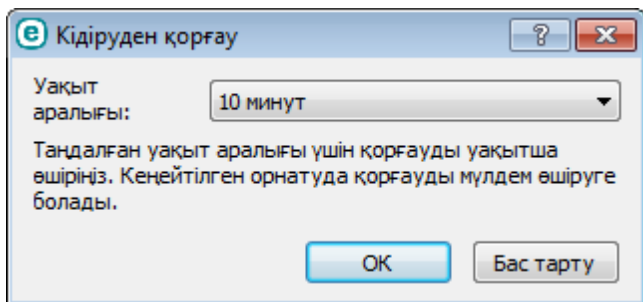 Кідіруден қорғау
Уақыт
аралығы:
10 минут
Таңдалған уақыт аралығы үшін қорғауды уақытша
өшіріңіз. Кеңейтілген орнатуда қорғауды мүлдем өшіруге
болады.
OK
Бас тарту